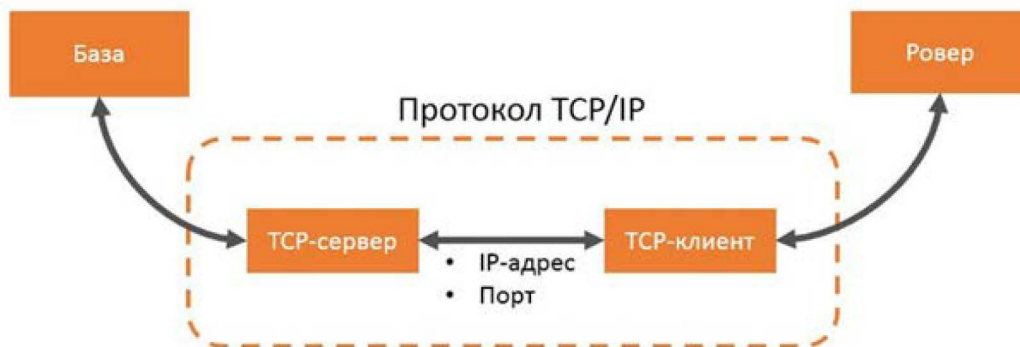 База
Ровер
Протокол TCP/IP
TCP-сервер
TCP-клиент
• IP-адрес
• Порт